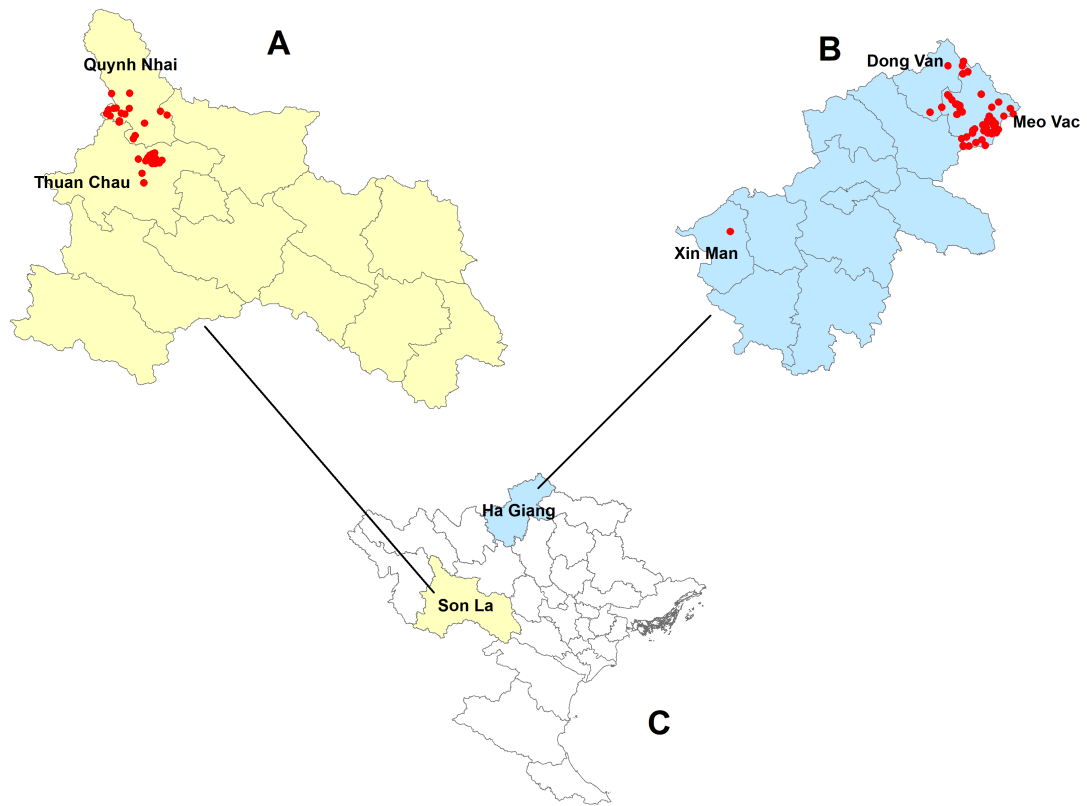 A
B
Quynh Nhai
Dong Van
Meo Vac
Thuan Chau
Xin Man
Ha Giang
Son La
C